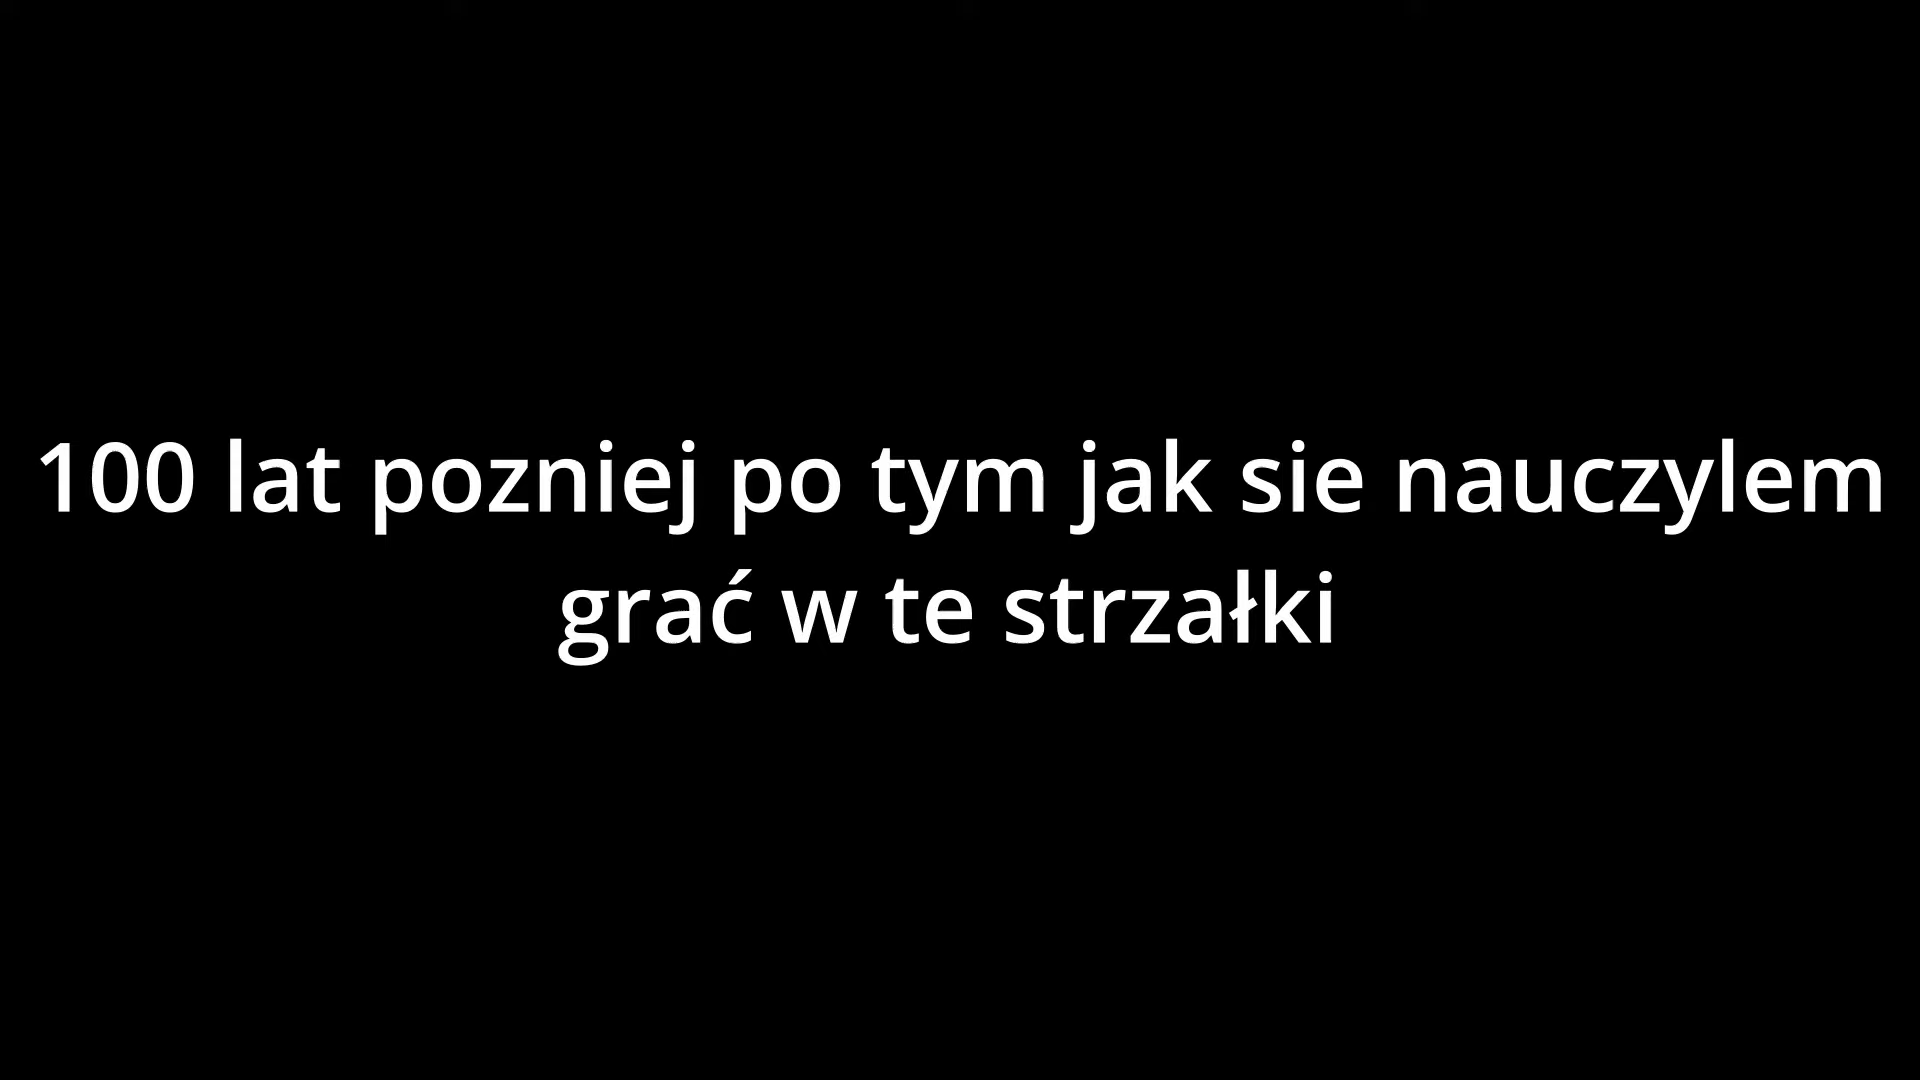 100 lat pozniej po tym jak sie nauczylem
grać w te strzałki